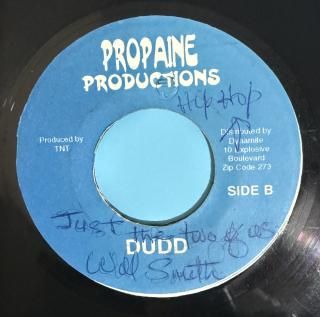 PROPAINE
PRODUCTIONS
Hip Hop
Produced by
TNT
Distributed by
Dynamite
10 Explosive
Boulevard
Zip Code 273
SIDE B
Just the two of us
DUDD
Will Smith